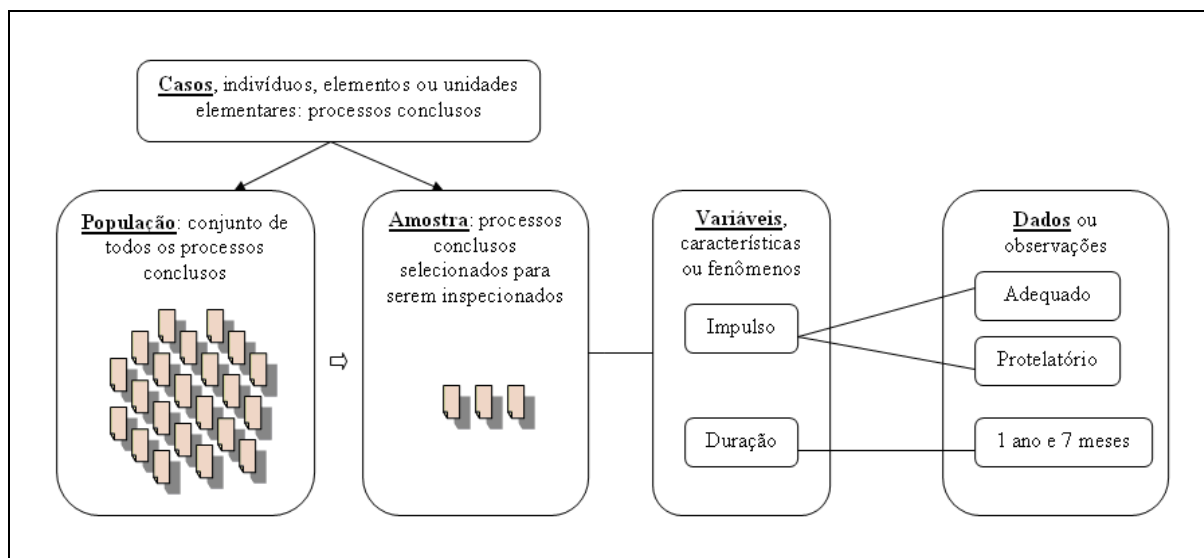 Casos, indivíduos, elementos ou unidades
elementares: processos conclusos
População: conjunto de
todos os processos
conclusos
Amostra: processos
conclusos
selecionados para
serem inspecionados
Variáveis,
características
ou fenômenos
Impulso
Duração
Dados ou
observações
Adequado
Protelatório
1 ano e 7 meses